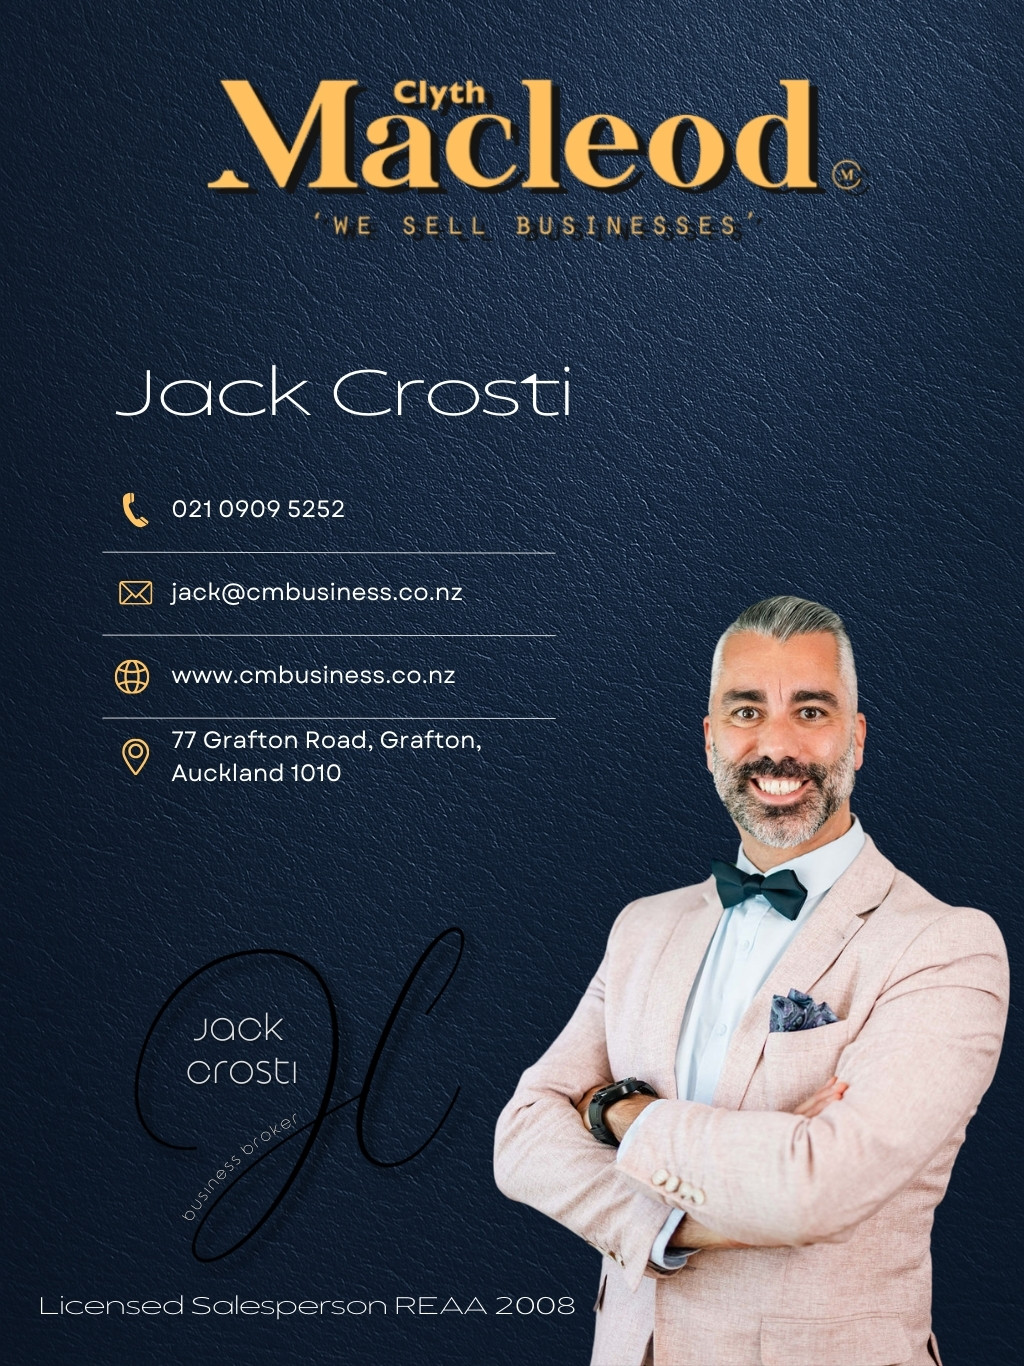 Clyth
Macleod
'WE SELL BUSINESSES'
Jack Crosti
021 0909 5252
jack@cmbusiness.co.nz
www.cmbusiness.co.nz
77 Grafton Road, Grafton,
Auckland 1010
JC
Jack
crosti
business broker
Licensed Salesperson REAA 2008